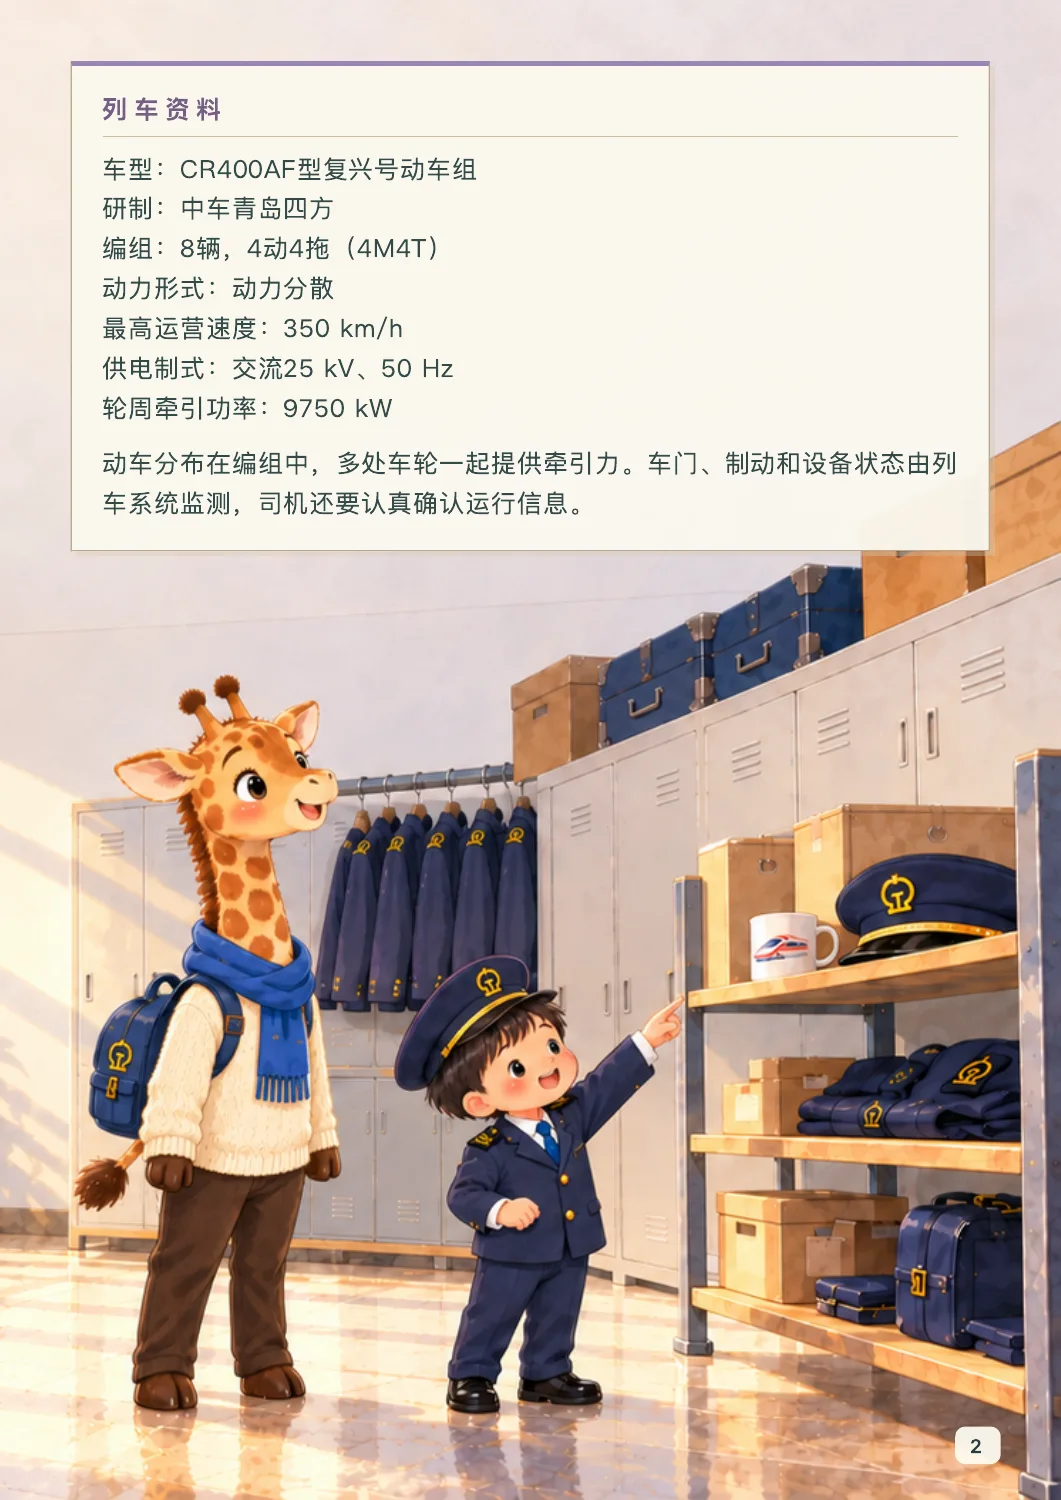 列车资料
车型：CR400AF型复兴号动车组
研制：中车青岛四方
编组：8辆，4动4拖（4M4T）
动力形式：动力分散
最高运营速度：350 km/h
供电制式：交流25 kV、50 Hz
轮周牵引功率：9750 kW
动车分布在编组中，多处车轮一起提供牵引力。车门、制动和设备状态由列
车系统监测，司机还要认真确认运行信息。
2